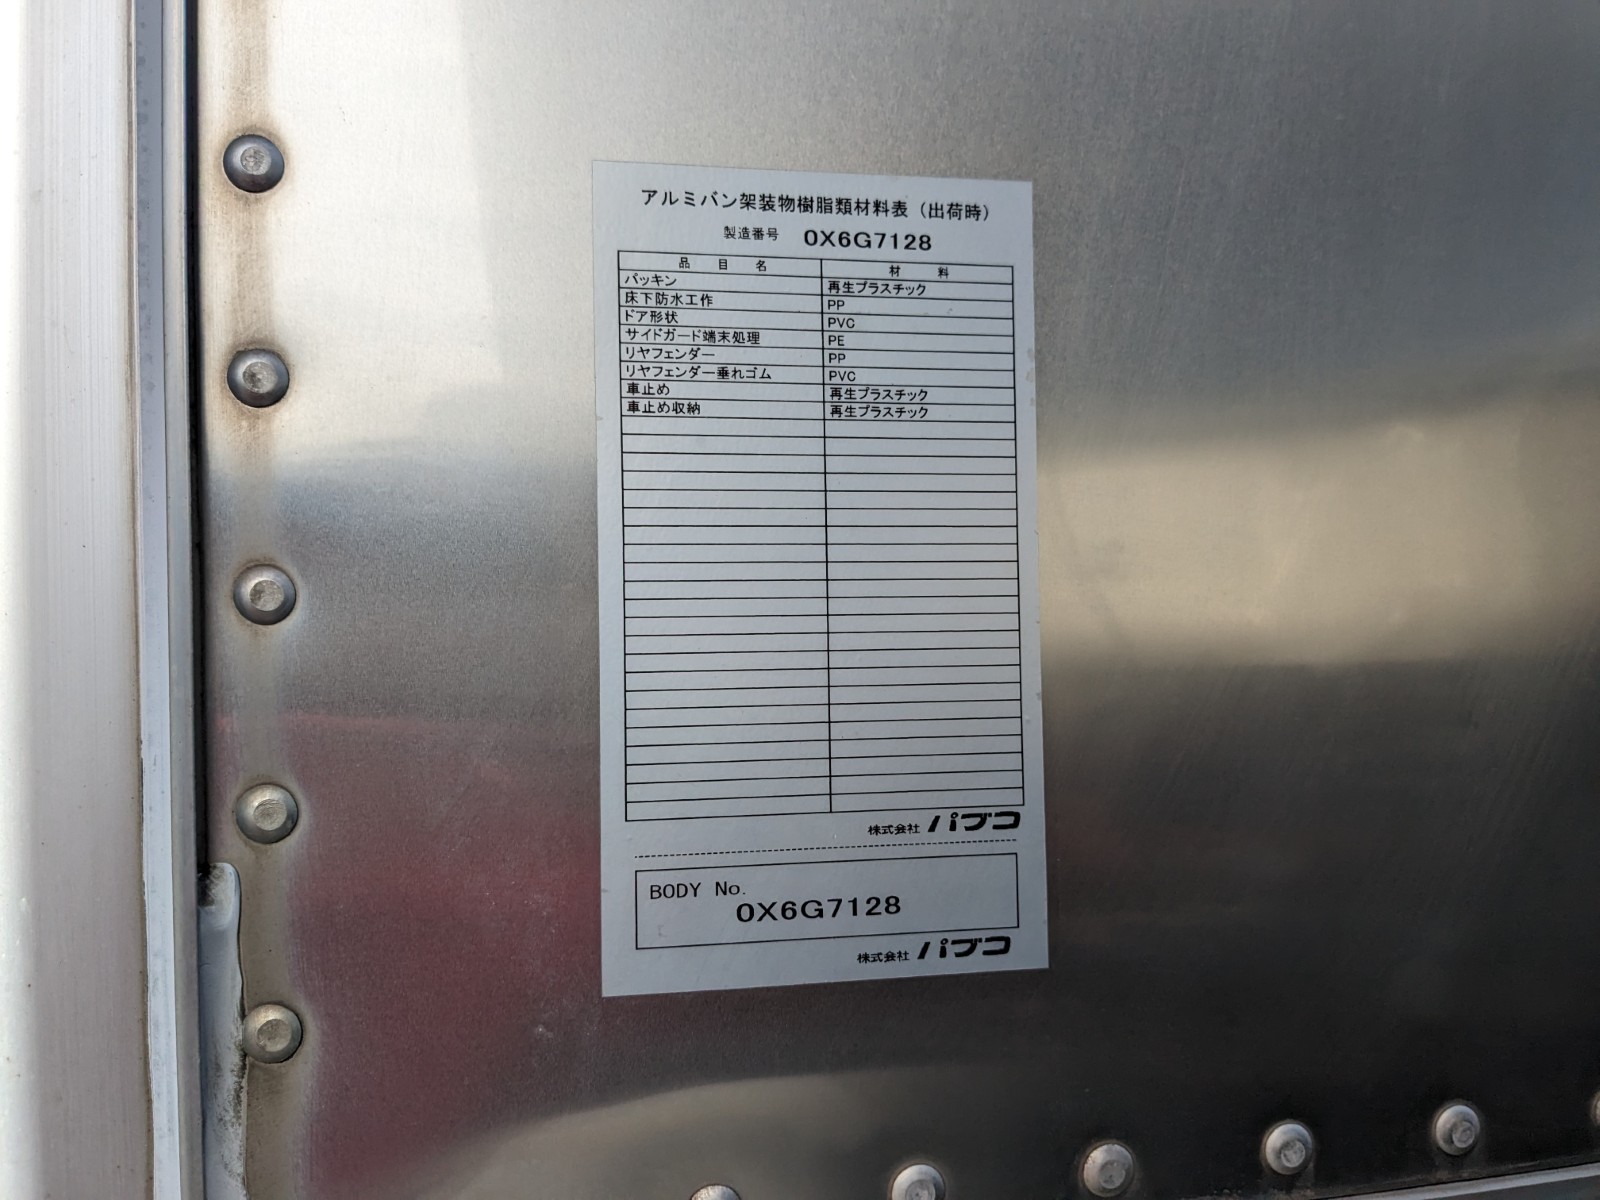 アルミバン架装物樹脂類材料表（出荷時）
製造番号 0X6G7128
品目名 材料
パッキン 再生プラスチック
床下防水工作 PP
ドア形状 PVC
サイドガード端末処理 PE
リヤフェンダー PP
リヤフェンダー垂れゴム PVC
車止め 再生プラスチック
車止め収納 再生プラスチック
株式会社 パブコ
BODY No.
0X6G7128
株式会社 パブコ